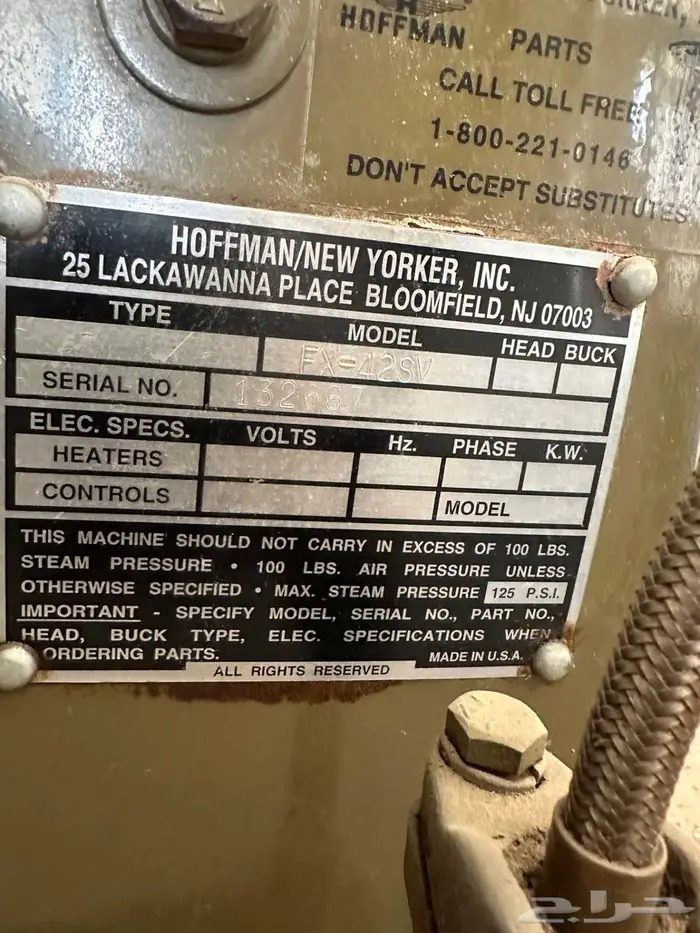 HOFFMAN PARTS
CALL TOLL FREE
1-800-221-0146
DON'T ACCEPT SUBSTITUTES
HOFFMAN/NEW YORKER, INC.
25 LACKAWANNA PLACE BLOOMFIELD, NJ 07003
TYPE MODEL HEAD BUCK
FX-42SV
SERIAL NO.
ELEC. SPECS. VOLTS Hz. PHASE K.W.
HEATERS
CONTROLS MODEL
THIS MACHINE SHOULD NOT CARRY IN EXCESS OF 100 LBS.
STEAM PRESSURE • 100 LBS. AIR PRESSURE UNLESS
OTHERWISE SPECIFIED • MAX. STEAM PRESSURE 125 P.S.I.
IMPORTANT - SPECIFY MODEL, SERIAL NO., PART NO.,
HEAD, BUCK TYPE, ELEC. SPECIFICATIONS WHEN
ORDERING PARTS. MADE IN U.S.A.
ALL RIGHTS RESERVED
حراج